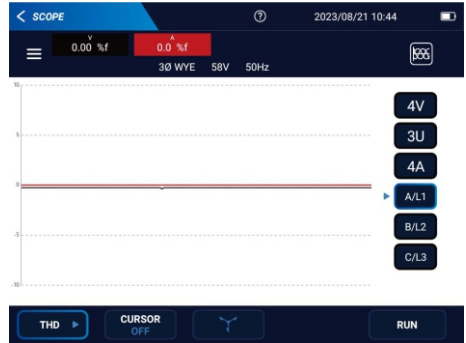 SCOPE
2023/08/21 10:44
V
0.00 %f
A
0.0 %f
3Ø WYE 58V 50Hz
10
5
0
-5
-10
4V
3U
4A
A/L1
B/L2
C/L3
THD
CURSOR
OFF
RUN